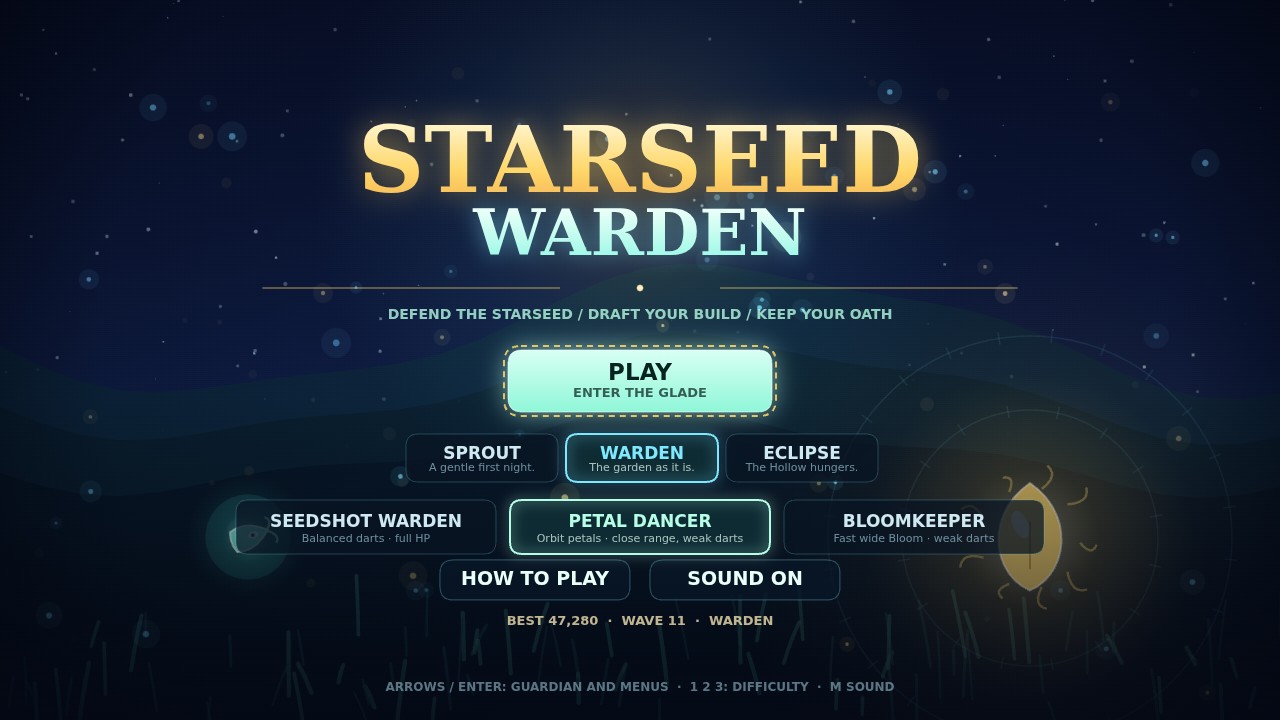 STARSEED
WARDEN
DEFEND THE STARSEED / DRAFT YOUR BUILD / KEEP YOUR OATH
PLAY
ENTER THE GLADE
SPROUT WARDEN ECLIPSE
A gentle first night. The garden as it is. The Hollow hungers.
SEEDSHOT WARDEN PETAL DANCER BLOOMKEEPER
Balanced darts · full HP Orbit petals · close range, weak darts Fast wide Bloom · weak darts
HOW TO PLAY SOUND ON
BEST 47,280 · WAVE 11 · WARDEN
ARROWS / ENTER: GUARDIAN AND MENUS · 1 2 3: DIFFICULTY · M SOUND